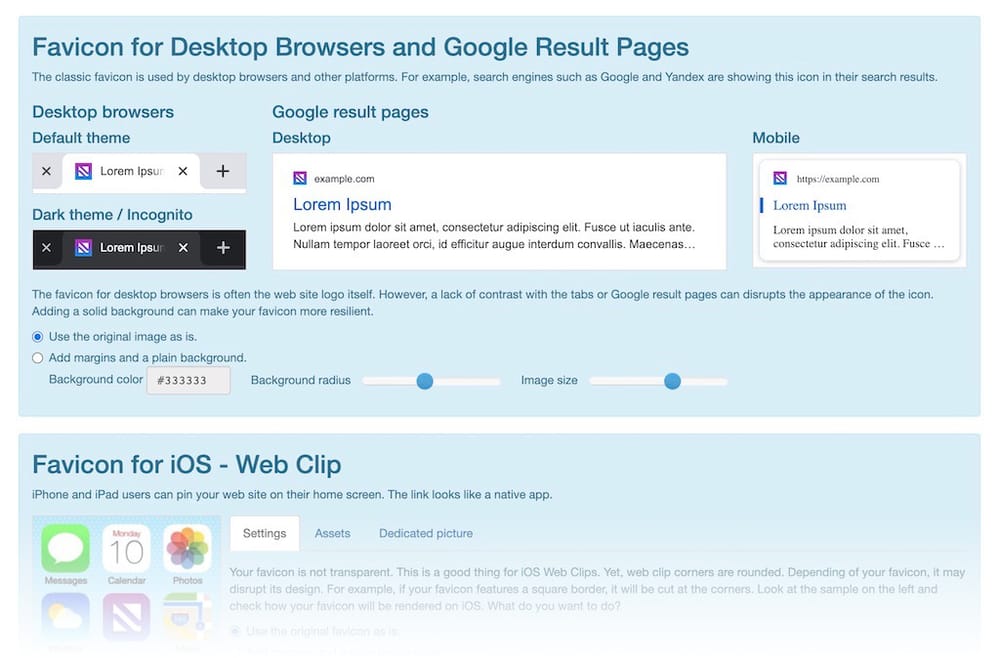 Favicon for Desktop Browsers and Google Result Pages
The classic favicon is used by desktop browsers and other platforms. For example, search engines such as Google and Yandex are showing this icon in their search results.
Desktop browsers
Default theme
Lorem Ipsu
Dark theme / Incognito
Lorem Ipsu
Google result pages
Desktop
example.com
Lorem Ipsum
Lorem ipsum dolor sit amet, consectetur adipiscing elit. Fusce ut iaculis ante.
Nullam tempor laoreet orci, id efficitur augue interdum convallis. Maecenas…
Mobile
https://example.com
Lorem Ipsum
Lorem ipsum dolor sit amet,
consectetur adipiscing elit. Fusce …
The favicon for desktop browsers is often the web site logo itself. However, a lack of contrast with the tabs or Google result pages can disrupts the appearance of the icon.
Adding a solid background can make your favicon more resilient.
Use the original image as is.
Add margins and a plain background.
Background color #333333 Background radius Image size
Favicon for iOS - Web Clip
iPhone and iPad users can pin your web site on their home screen. The link looks like a native app.
Monday
10
Messages Calendar Photos
Settings Assets Dedicated picture
Your favicon is not transparent. This is a good thing for iOS Web Clips. Yet, web clip corners are rounded. Depending of your favicon, it may
disrupt its design. For example, if your favicon features a square border, it will be cut at the corners. Look at the sample on the left and
check how your favicon will be rendered on iOS. What do you want to do?
Use the original favicon as is.